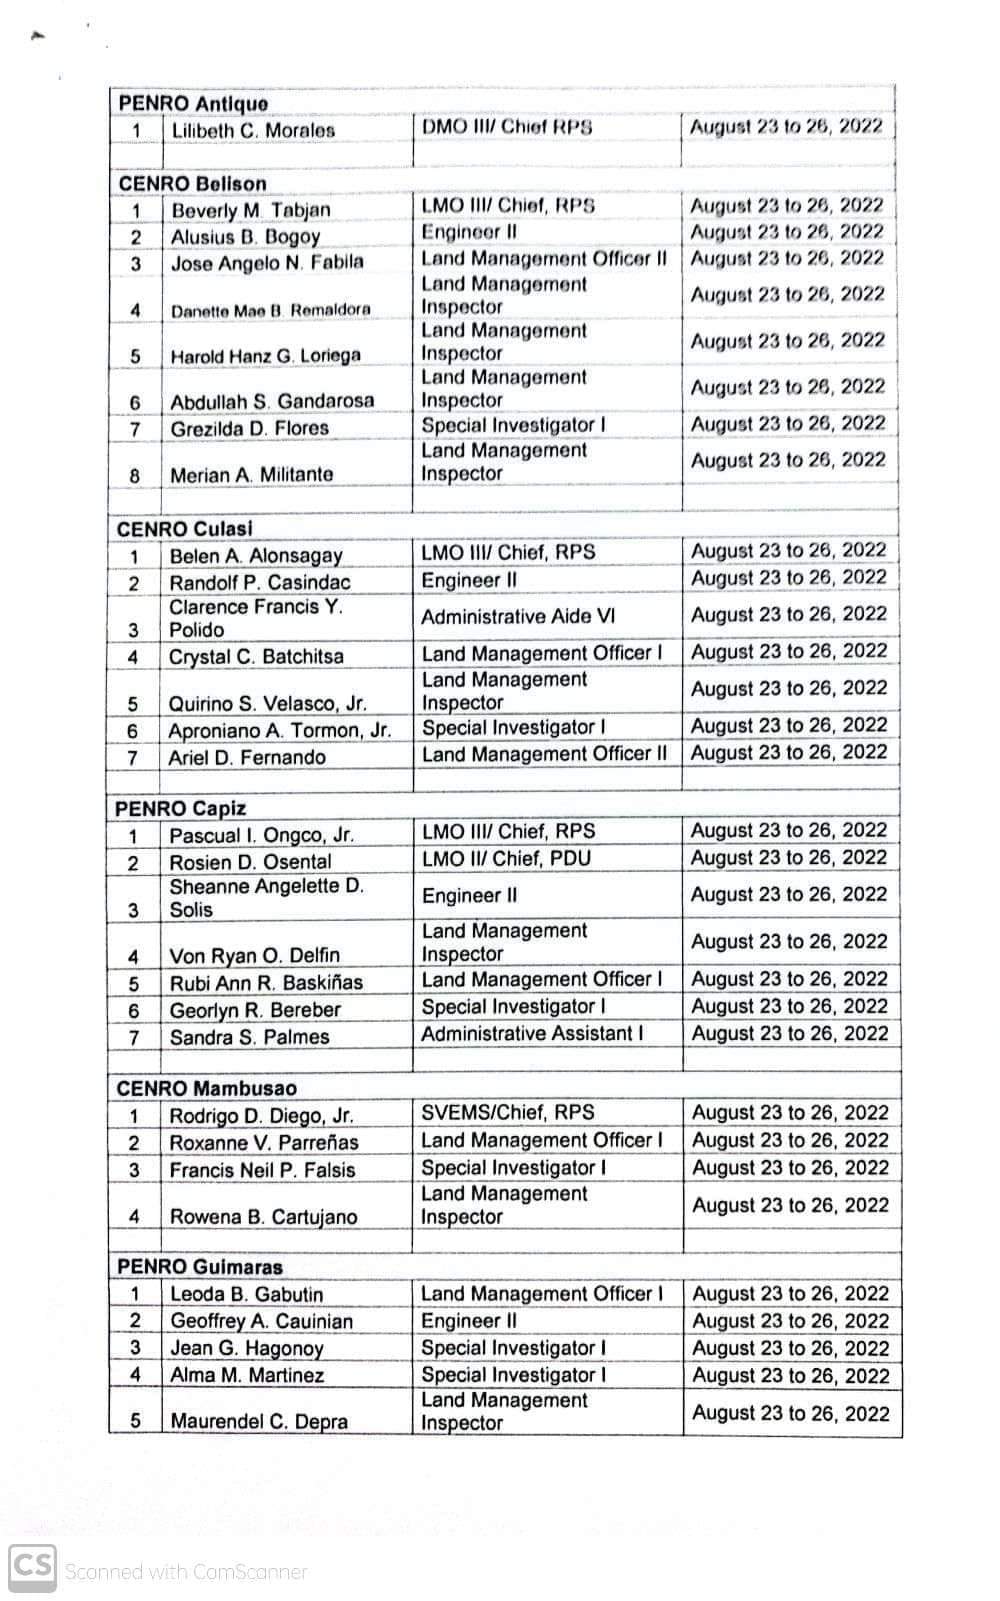 PENRO Antique
1 Lilibeth C. Morales DMO III/ Chief RPS August 23 to 26, 2022
CENRO Belison
1 Beverly M. Tabjan LMO III/ Chief, RPS August 23 to 26, 2022
2 Alusius B. Bogoy Engineer II August 23 to 26, 2022
3 Jose Angelo N. Fabila Land Management Officer II August 23 to 26, 2022
Land Management
4 Danette Mae B. Remaldora Inspector August 23 to 26, 2022
Land Management
5 Harold Hanz G. Loriega Inspector August 23 to 26, 2022
Land Management
6 Abdullah S. Gandarosa Inspector August 23 to 26, 2022
7 Grezilda D. Flores Special Investigator I August 23 to 26, 2022
Land Management
8 Merian A. Militante Inspector August 23 to 26, 2022
CENRO Culasi
1 Belen A. Alonsagay LMO III/ Chief, RPS August 23 to 26, 2022
2 Randolf P. Casindac Engineer II August 23 to 26, 2022
Clarence Francis Y.
3 Polido Administrative Aide VI August 23 to 26, 2022
4 Crystal C. Batchitsa Land Management Officer I August 23 to 26, 2022
Land Management
5 Quirino S. Velasco, Jr. Inspector August 23 to 26, 2022
6 Aproniano A. Tormon, Jr. Special Investigator I August 23 to 26, 2022
7 Ariel D. Fernando Land Management Officer II August 23 to 26, 2022
PENRO Capiz
1 Pascual I. Ongco, Jr. LMO III/ Chief, RPS August 23 to 26, 2022
2 Rosien D. Osental LMO II/ Chief, PDU August 23 to 26, 2022
Sheanne Angelette D.
3 Solis Engineer II August 23 to 26, 2022
Land Management
4 Von Ryan O. Delfin Inspector August 23 to 26, 2022
5 Rubi Ann R. Baskiñas Land Management Officer I August 23 to 26, 2022
6 Georlyn R. Bereber Special Investigator I August 23 to 26, 2022
7 Sandra S. Palmes Administrative Assistant I August 23 to 26, 2022
CENRO Mambusao
1 Rodrigo D. Diego, Jr. SVEMS/Chief, RPS August 23 to 26, 2022
2 Roxanne V. Parreñas Land Management Officer I August 23 to 26, 2022
3 Francis Neil P. Falsis Special Investigator I August 23 to 26, 2022
Land Management
4 Rowena B. Cartujano Inspector August 23 to 26, 2022
PENRO Guimaras
1 Leoda B. Gabutin Land Management Officer I August 23 to 26, 2022
2 Geoffrey A. Cauinian Engineer II August 23 to 26, 2022
3 Jean G. Hagonoy Special Investigator I August 23 to 26, 2022
4 Alma M. Martinez Special Investigator I August 23 to 26, 2022
Land Management
5 Maurendel C. Depra Inspector August 23 to 26, 2022
CS Scanned with CamScanner